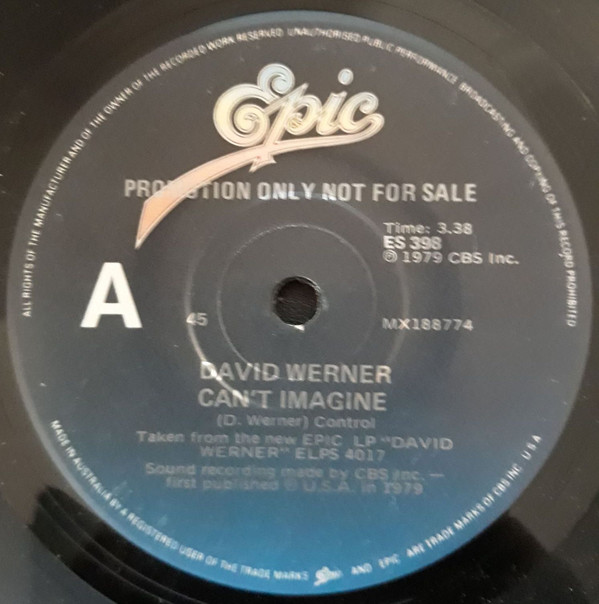 ALL RIGHTS OF THE MANUFACTURER AND OF THE OWNER OF THE RECORDED WORK RESERVED. UNAUTHORISED PUBLIC PERFORMANCE, BROADCASTING AND COPYING OF THIS RECORD PROHIBITED
Epic
PROMOTION ONLY NOT FOR SALE
Time: 3.38
ES 398
℗ 1979 CBS Inc.
A
45
MX188774
DAVID WERNER
CAN'T IMAGINE
(D. Werner) Control
Taken from the new EPIC LP "DAVID
WERNER" ELPS 4017
Sound recording made by CBS Inc. —
first published ℗ U.S.A. in 1979
MADE IN AUSTRALIA BY A REGISTERED USER OF THE TRADE MARKS Epic AND EPIC ARE TRADE MARKS OF CBS INC. U S A